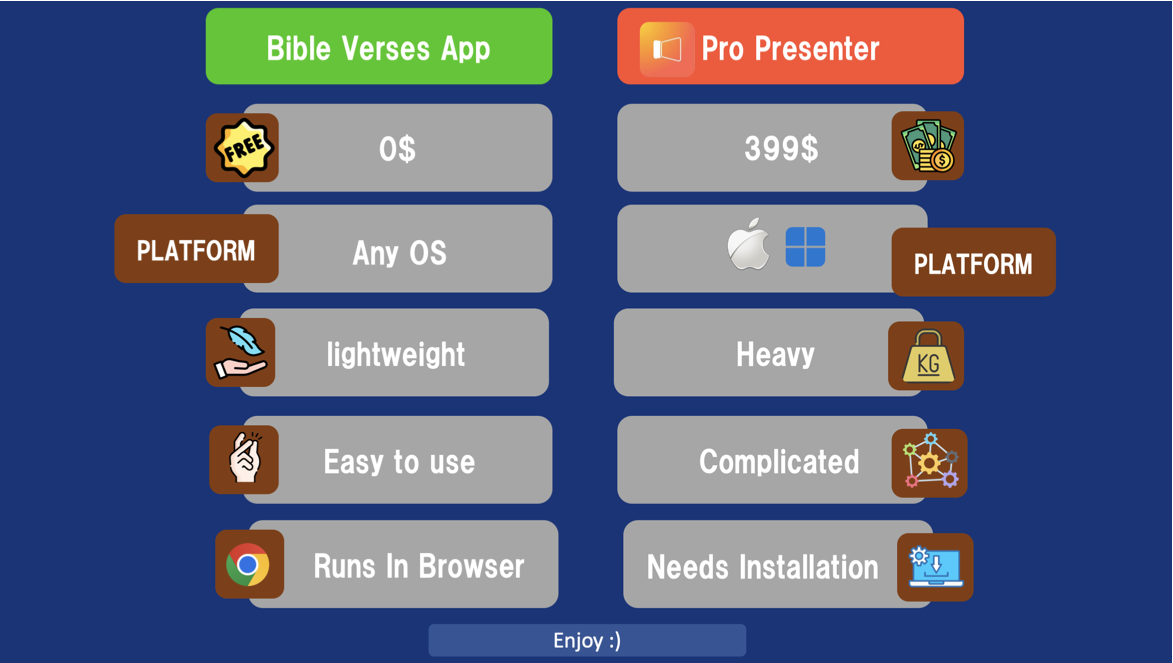 Bible Verses App
Pro Presenter
FREE
0$
399$
PLATFORM
Any OS
PLATFORM
lightweight
Heavy
KG
Easy to use
Complicated
Runs In Browser
Needs Installation
Enjoy :)